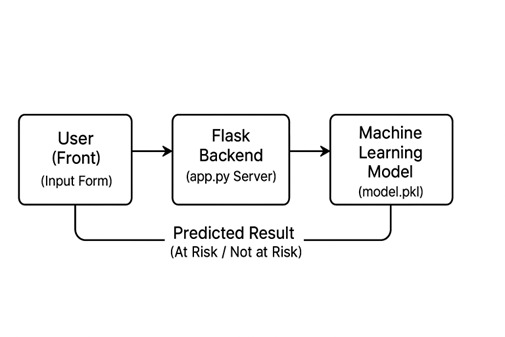 User
(Front)
(Input Form)
Flask
Backend
(app.py Server)
Machine
Learning
Model
(model.pkl)
Predicted Result
(At Risk / Not at Risk)